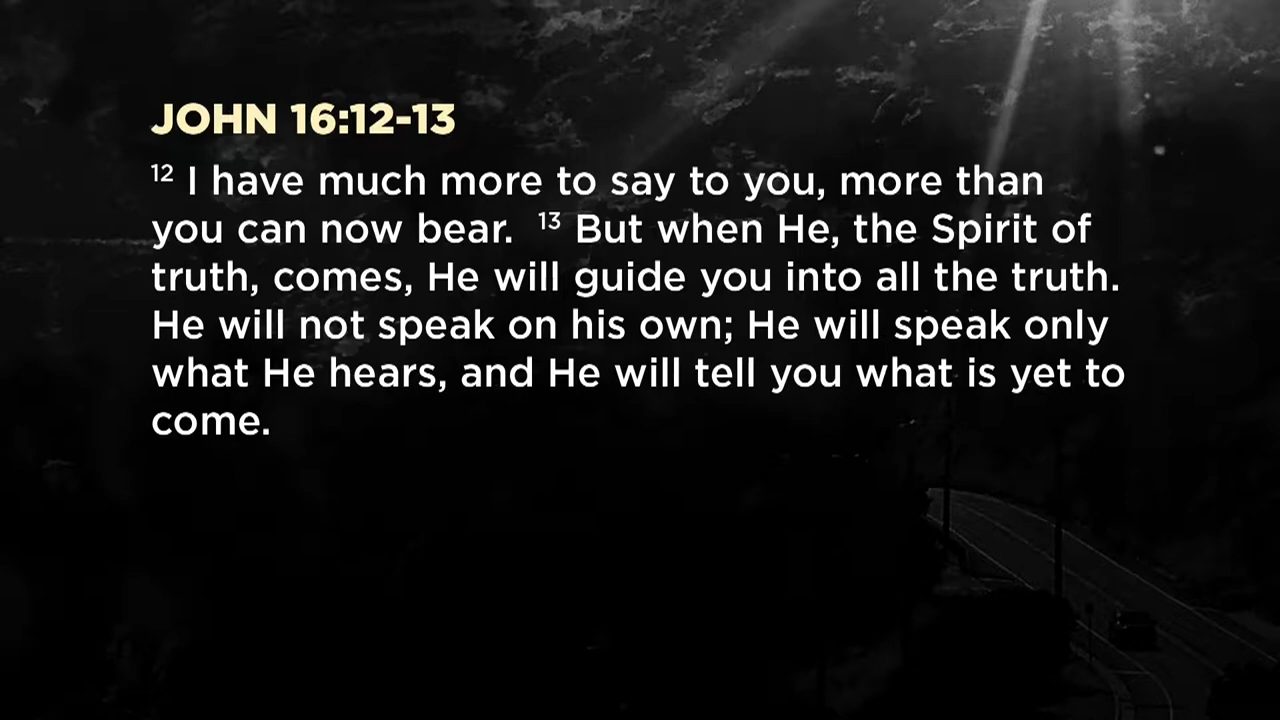 JOHN 16:12-13
12 I have much more to say to you, more than
you can now bear. 13 But when He, the Spirit of
truth, comes, He will guide you into all the truth.
He will not speak on his own; He will speak only
what He hears, and He will tell you what is yet to
come.